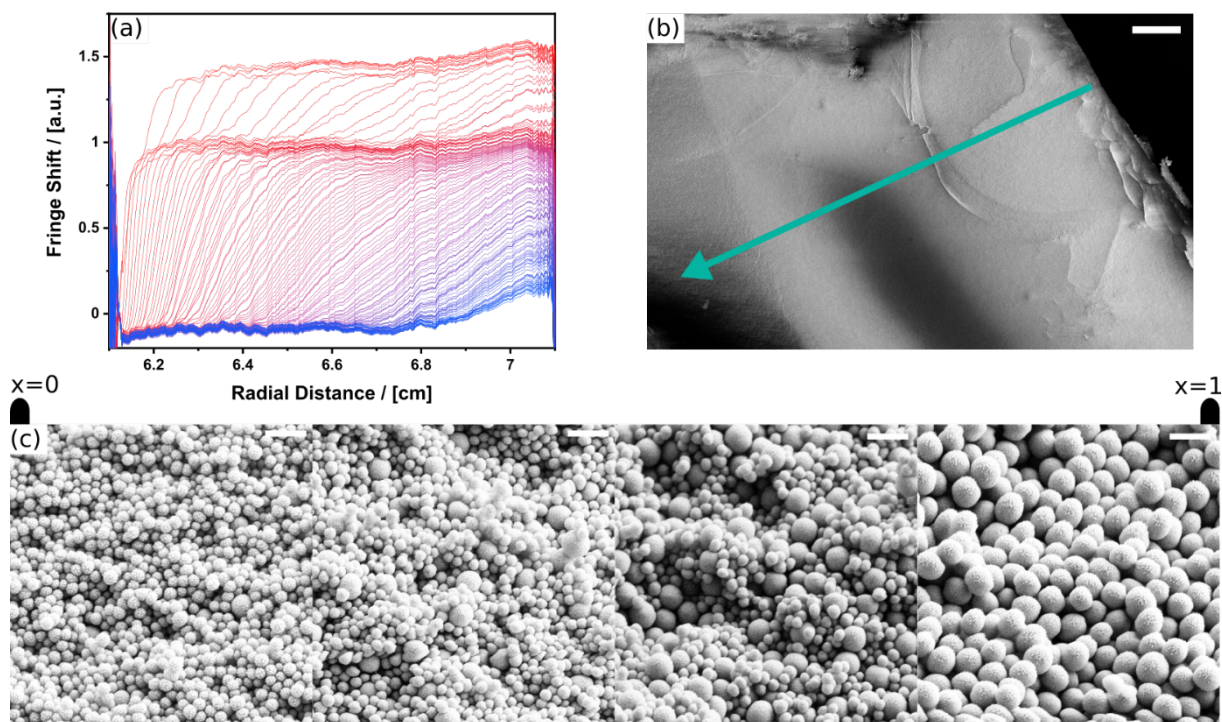 (a)
1.5
1
0.5
0
Fringe Shift / [a.u.]
6.2 6.4 6.6 6.8 7
Radial Distance / [cm]
(b)
x=0
x=1
(c)